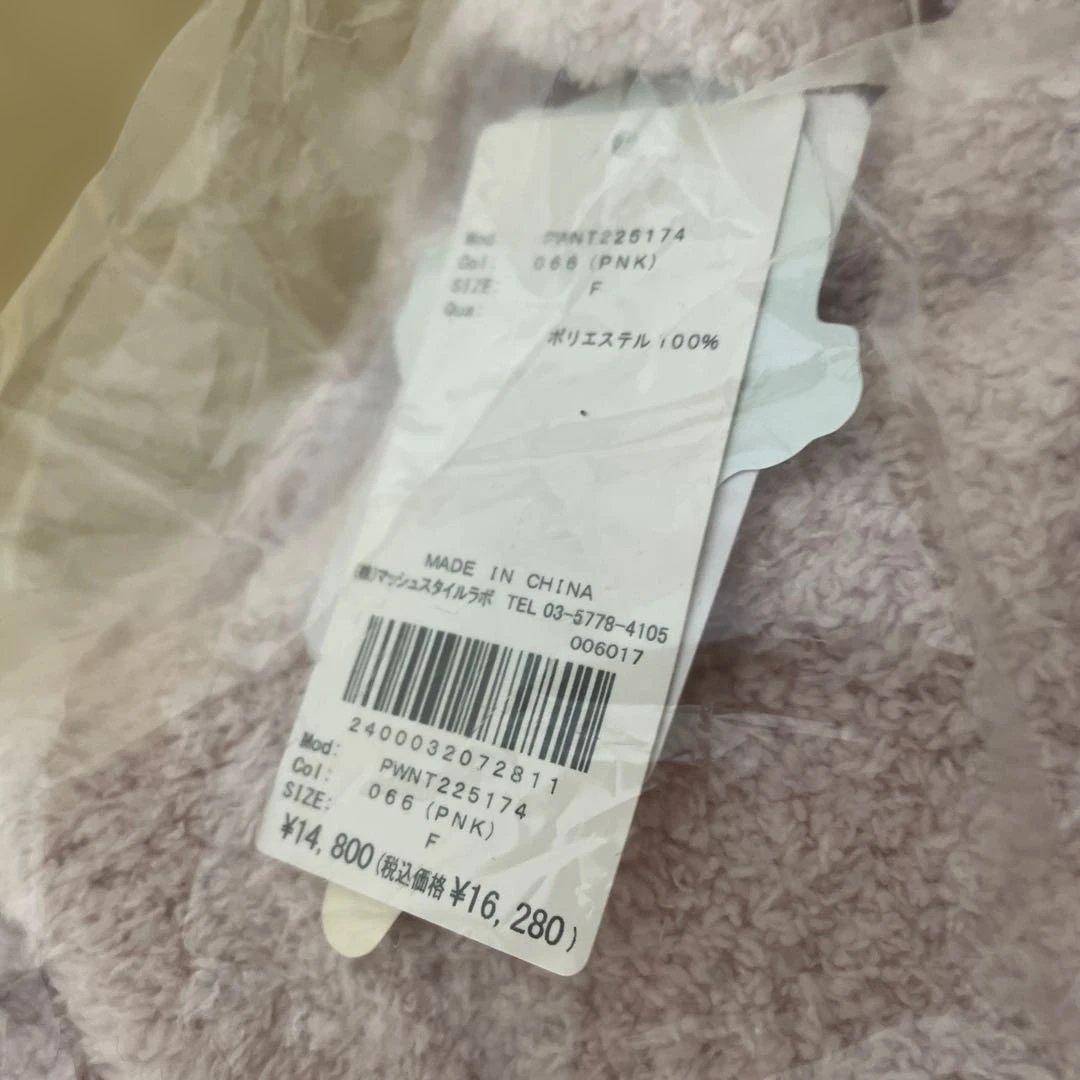 Mod: PWNT225174
Col: 066 (PNK)
SIZE: F
Qua:
ポリエステル 100%
MADE IN CHINA
(株)マッシュスタイルラボ TEL 03-5778-4105
006017
2400032072811
Mod: PWNT225174
Col: 066 (PNK)
SIZE: F
¥14,800(税込価格 ¥16,280)